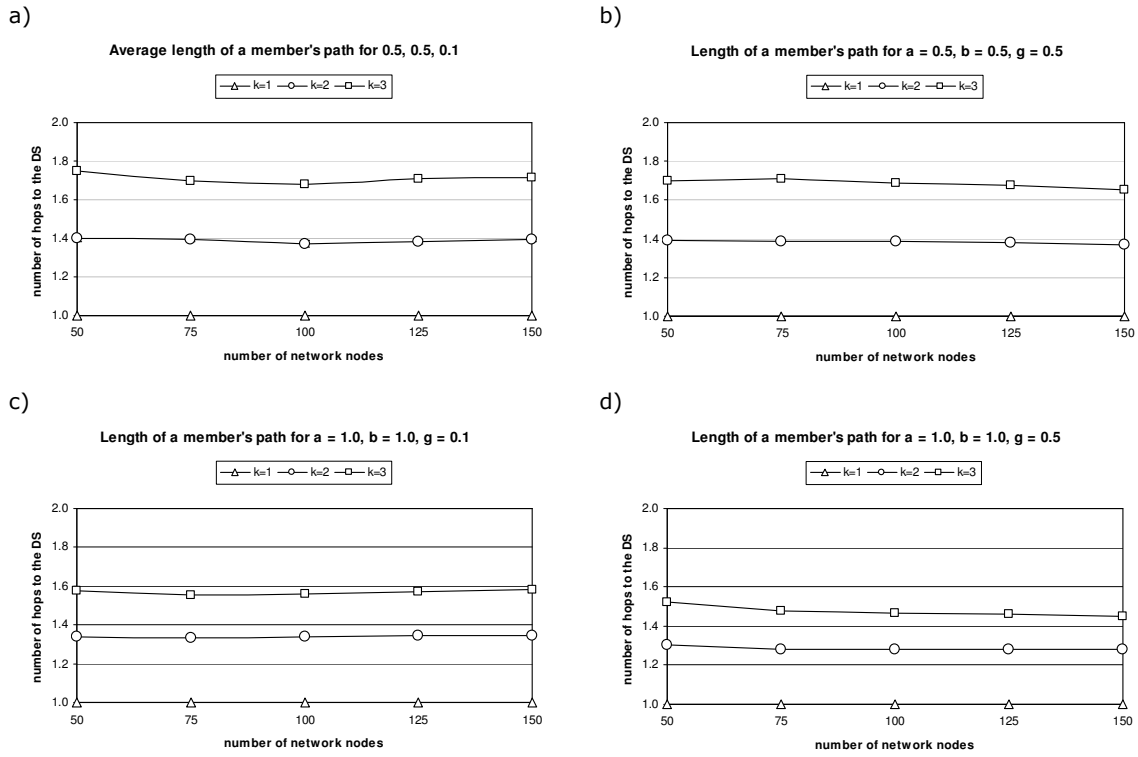 a)
Average length of a member's path for 0.5, 0.5, 0.1
k=1 k=2 k=3
number of hops to the DS
2.0
1.8
1.6
1.4
1.2
1.0
50 75 100 125 150
number of network nodes
b)
Length of a member's path for a = 0.5, b = 0.5, g = 0.5
k=1 k=2 k=3
number of hops to the DS
2.0
1.8
1.6
1.4
1.2
1.0
50 75 100 125 150
number of network nodes
c)
Length of a member's path for a = 1.0, b = 1.0, g = 0.1
k=1 k=2 k=3
number of hops to the DS
2.0
1.8
1.6
1.4
1.2
1.0
50 75 100 125 150
number of network nodes
d)
Length of a member's path for a = 1.0, b = 1.0, g = 0.5
k=1 k=2 k=3
number of hops to the DS
2.0
1.8
1.6
1.4
1.2
1.0
50 75 100 125 150
number of network nodes